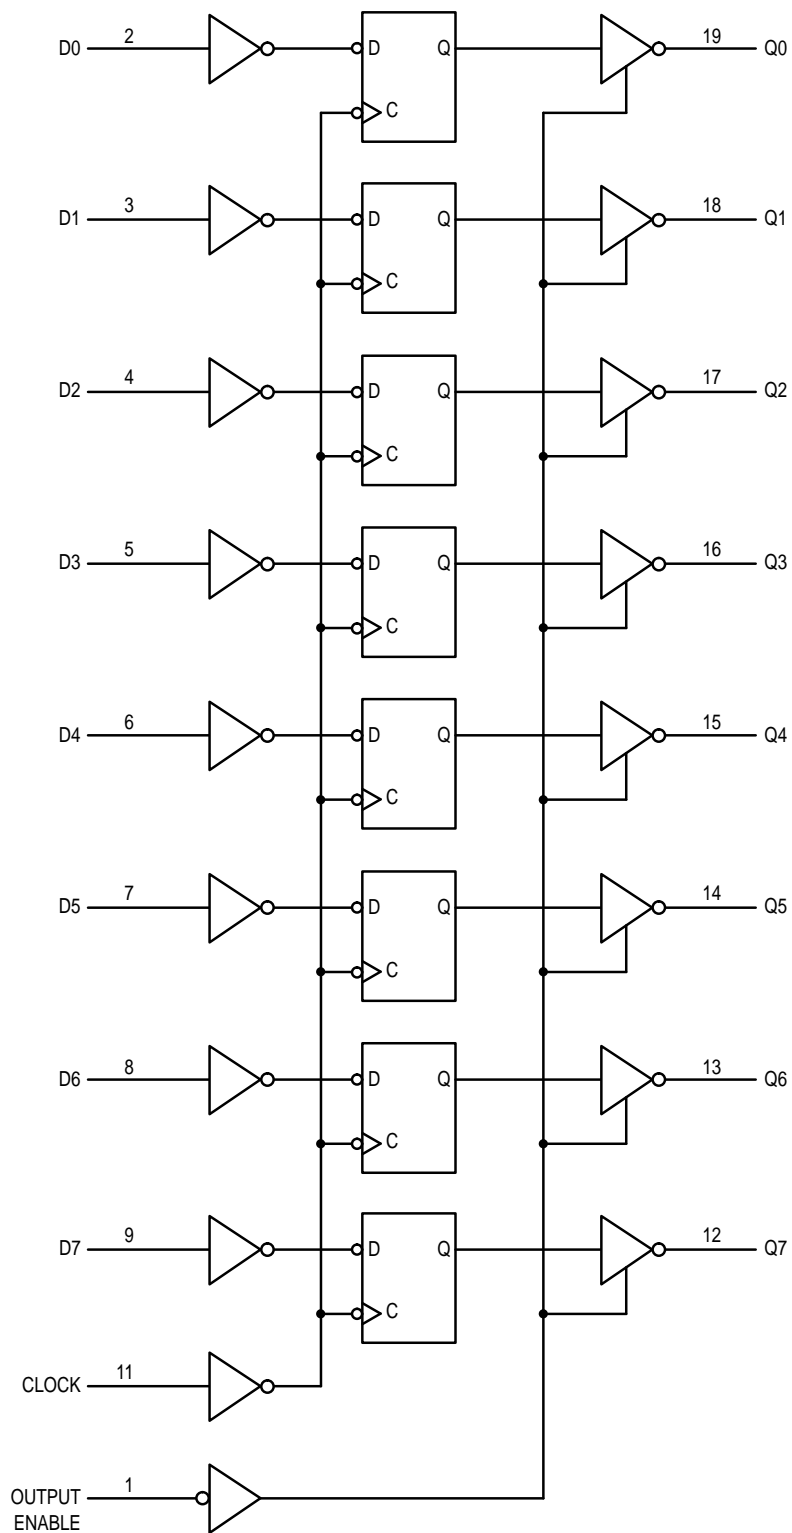 D0 2 D Q 19 Q0
C
D1 3 D Q 18 Q1
C
D2 4 D Q 17 Q2
C
D3 5 D Q 16 Q3
C
D4 6 D Q 15 Q4
C
D5 7 D Q 14 Q5
C
D6 8 D Q 13 Q6
C
D7 9 D Q 12 Q7
C
CLOCK 11
OUTPUT 1
ENABLE